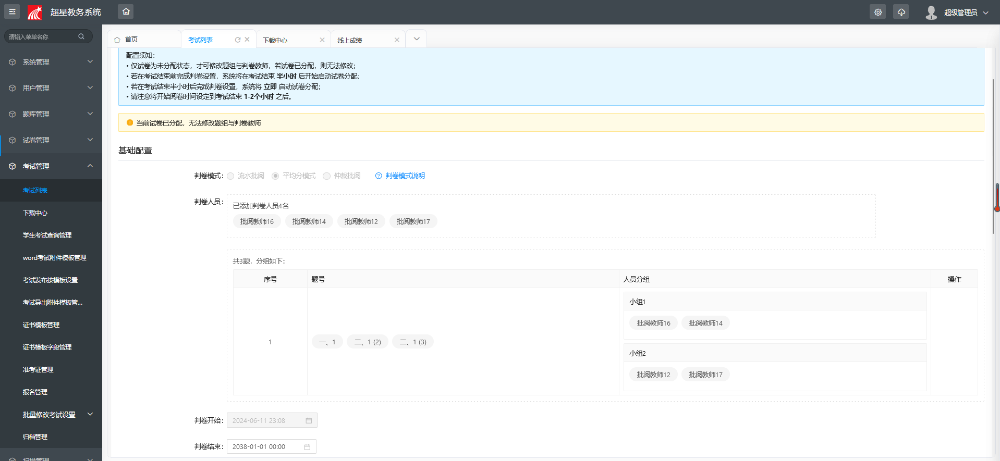 超星教务系统
超级管理员
请输入菜单名称
系统管理
用户管理
题库管理
试卷管理
考试管理
考试列表
下载中心
学生考试查询管理
word考试附件模板管理
考试发布按模板设置
考试导出附件模板管...
证书模板管理
证书模板字段管理
准考证管理
报名管理
批量修改考试设置
归档管理
扫描管理
首页
考试列表
下载中心
线上成绩
配置须知：
• 仅试卷为未分配状态，才可修改题组与判卷教师，若试卷已分配，则无法修改；
• 若在考试结束前完成判卷设置，系统将在考试结束 半小时 后开始启动试卷分配；
• 若在考试结束半小时后完成判卷设置，系统将 立即 启动试卷分配；
• 请注意将开始阅卷时间设定到考试结束 1-2个小时 之后。
当前试卷已分配，无法修改题组与判卷教师
基础配置
判卷模式： 流水批阅 平均分模式 仲裁批阅 判卷模式说明
判卷人员：
已添加判卷人员4名
批阅教师16 批阅教师14 批阅教师12 批阅教师17
共3题，分组如下：
序号 题号 人员分组 操作
1 一、1 二、1 (2) 二、1 (3)
小组1
批阅教师16 批阅教师14
小组2
批阅教师12 批阅教师17
判卷开始： 2024-06-11 23:08
判卷结束： 2038-01-01 00:00